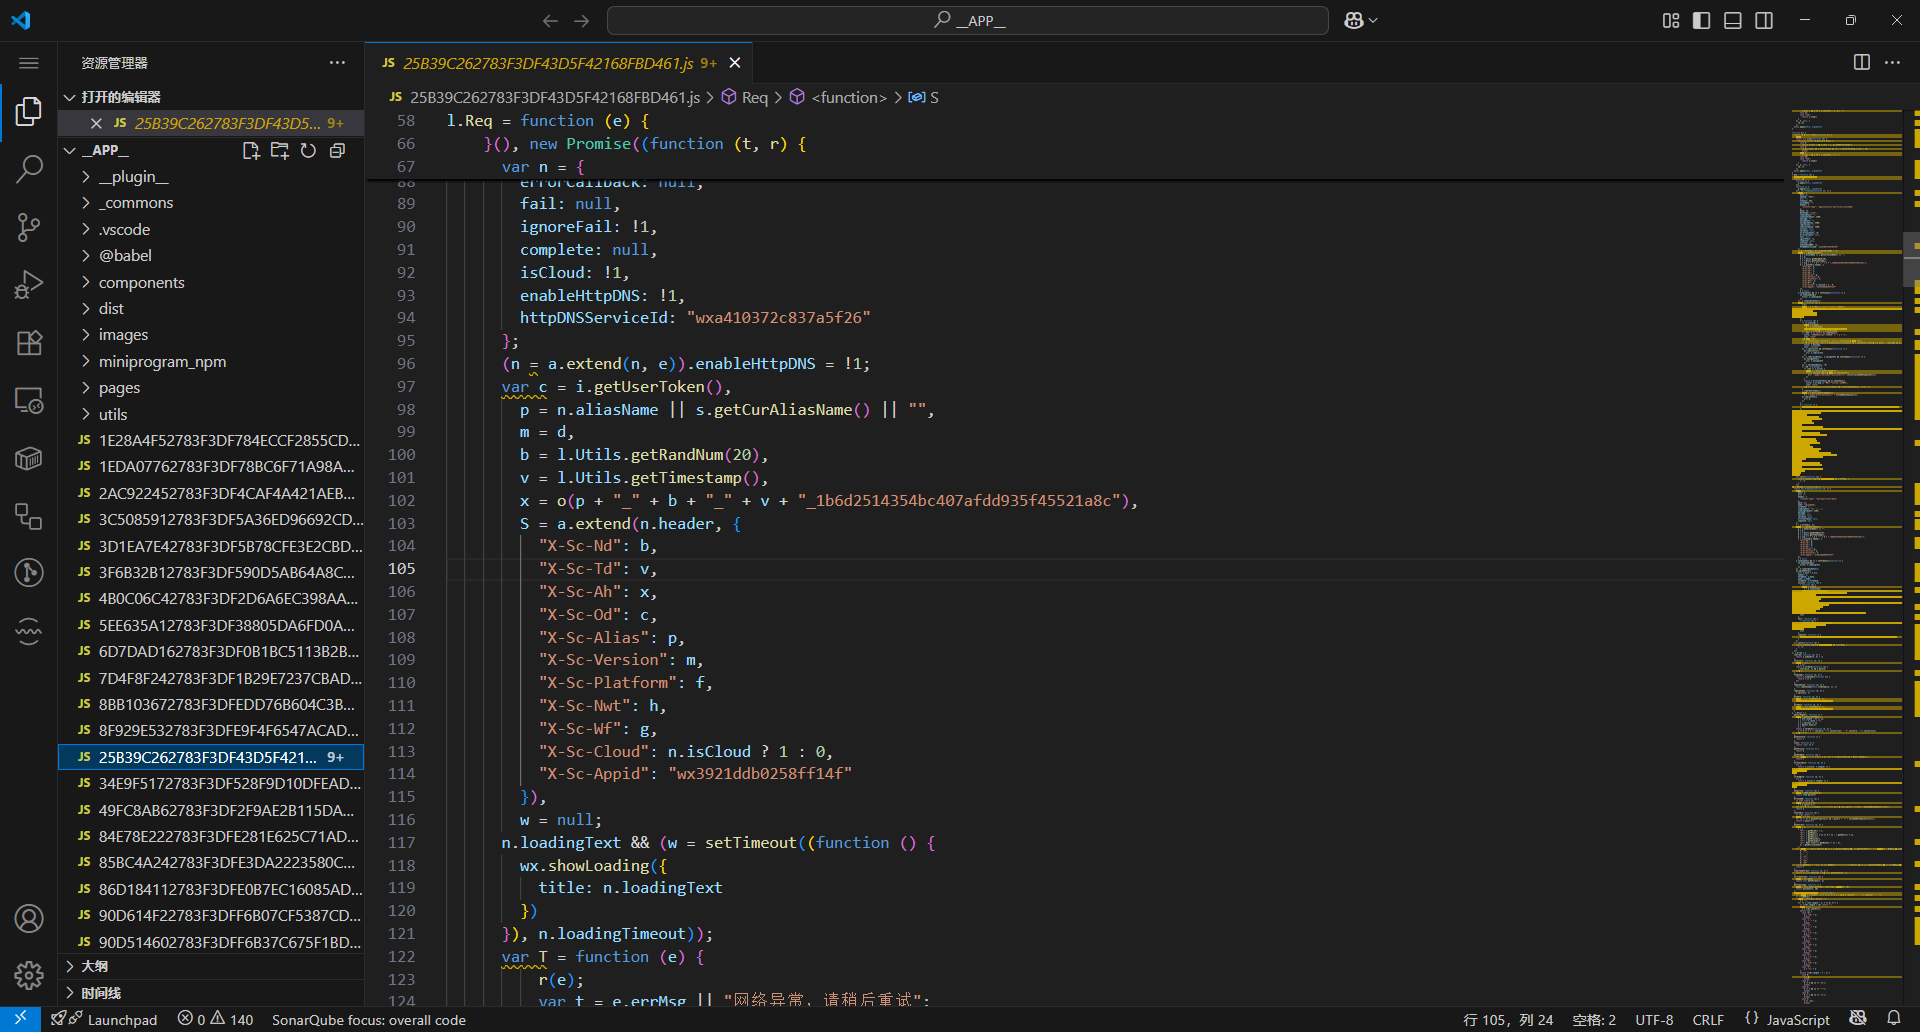 __APP__
资源管理器
打开的编辑器
JS 25B39C262783F3DF43D5... 9+
__APP__
__plugin__
_commons
.vscode
@babel
components
dist
images
miniprogram_npm
pages
utils
JS 1E28A4F52783F3DF784ECCF2855CD...
JS 1EDA07762783F3DF78BC6F71A98A...
JS 2AC922452783F3DF4CAF4A421AEB...
JS 3C5085912783F3DF5A36ED96692CD...
JS 3D1EA7E42783F3DF5B78CFE3E2CBD...
JS 3F6B32B12783F3DF590D5AB64A8C...
JS 4B0C06C42783F3DF2D6A6EC398AA...
JS 5EE635A12783F3DF38805DA6FD0A...
JS 6D7DAD162783F3DF0B1BC5113B2B...
JS 7D4F8F242783F3DF1B29E7237CBAD...
JS 8BB103672783F3DFEDD76B604C3B...
JS 8F929E532783F3DFE9F4F6547ACAD...
JS 25B39C262783F3DF43D5F421... 9+
JS 34E9F5172783F3DF528F9D10DFEAD...
JS 49FC8AB62783F3DF2F9AE2B115DA...
JS 84E78E222783F3DFE281E625C71AD...
JS 85BC4A242783F3DFE3DA2223580C...
JS 86D184112783F3DFE0B7EC16085AD...
JS 90D614F22783F3DFF6B07CF5387CD...
JS 90D514602783F3DFF6B37C675F1BD...
大纲
时间线
JS 25B39C262783F3DF43D5F42168FBD461.js 9+
JS 25B39C262783F3DF43D5F42168FBD461.js > Req > <function> > S
58 l.Req = function (e) {
66 }(), new Promise((function (t, r) {
67 var n = {
88 errorCallback: null,
89 fail: null,
90 ignoreFail: !1,
91 complete: null,
92 isCloud: !1,
93 enableHttpDNS: !1,
94 httpDNSServiceId: "wxa410372c837a5f26"
95 };
96 (n = a.extend(n, e)).enableHttpDNS = !1;
97 var c = i.getUserToken(),
98 p = n.aliasName || s.getCurAliasName() || "",
99 m = d,
100 b = l.Utils.getRandNum(20),
101 v = l.Utils.getTimestamp(),
102 x = o(p + "_" + b + "_" + v + "_1b6d2514354bc407afdd935f45521a8c"),
103 S = a.extend(n.header, {
104 "X-Sc-Nd": b,
105 "X-Sc-Td": v,
106 "X-Sc-Ah": x,
107 "X-Sc-Od": c,
108 "X-Sc-Alias": p,
109 "X-Sc-Version": m,
110 "X-Sc-Platform": f,
111 "X-Sc-Nwt": h,
112 "X-Sc-Wf": g,
113 "X-Sc-Cloud": n.isCloud ? 1 : 0,
114 "X-Sc-Appid": "wx3921ddb0258ff14f"
115 }),
116 w = null;
117 n.loadingText && (w = setTimeout((function () {
118 wx.showLoading({
119 title: n.loadingText
120 })
121 }), n.loadingTimeout));
122 var T = function (e) {
123 r(e);
124 var t = e.errMsg || "网络异常，请稍后重试";
Launchpad 0 140 SonarQube focus: overall code 行 105，列 24 空格: 2 UTF-8 CRLF {} JavaScript